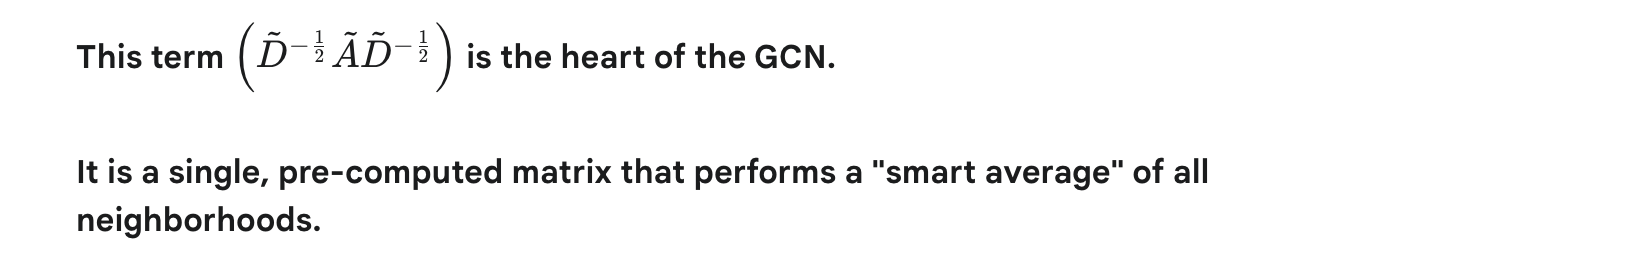 This term $\left(\tilde{D}^{-\frac{1}{2}}\tilde{A}\tilde{D}^{-\frac{1}{2}}\right)$ is the heart of the GCN.
It is a single, pre-computed matrix that performs a "smart average" of all
neighborhoods.